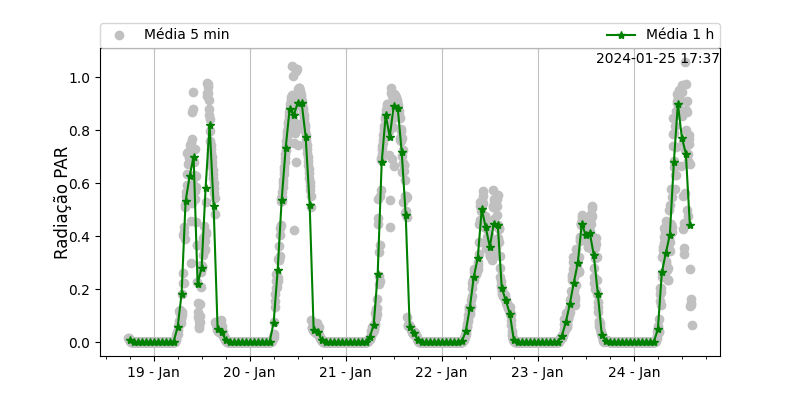 Média 5 min
Média 1 h
2024-01-25 17:37
Radiação PAR
1.0
0.8
0.6
0.4
0.2
0.0
19 - Jan
20 - Jan
21 - Jan
22 - Jan
23 - Jan
24 - Jan